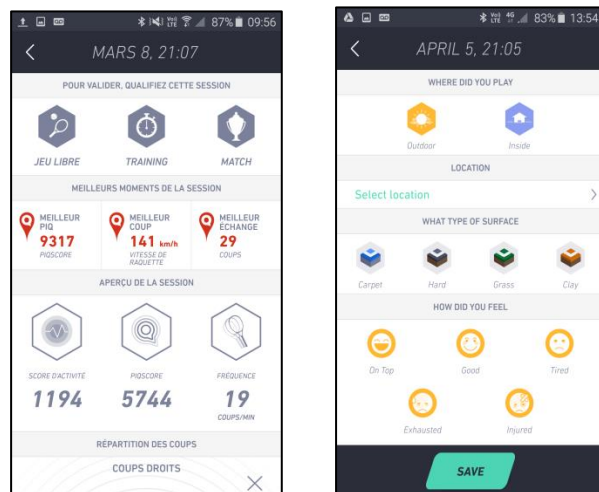 87% 09:56
MARS 8, 21:07
POUR VALIDER, QUALIFIEZ CETTE SESSION
JEU LIBRE TRAINING MATCH
MEILLEURS MOMENTS DE LA SESSION
MEILLEUR PIQ
9317
PIQSCORE
MEILLEUR COUP
141 km/h
VITESSE DE RAQUETTE
MEILLEUR ÉCHANGE
29
COUPS
APERÇU DE LA SESSION
SCORE D'ACTIVITÉ PIQSCORE FRÉQUENCE
1194 5744 19
COUPS/MIN
RÉPARTITION DES COUPS
COUPS DROITS
83% 13:54
APRIL 5, 21:05
WHERE DID YOU PLAY
Outdoor Inside
LOCATION
Select location
WHAT TYPE OF SURFACE
Carpet Hard Grass Clay
HOW DID YOU FEEL
On Top Good Tired
Exhausted Injured
SAVE